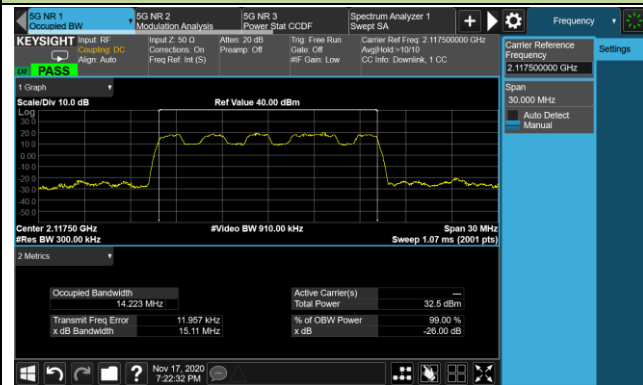 5G NR 1
Occupied BW
5G NR 2
Modulation Analysis
5G NR 3
Power Stat CCDF
Spectrum Analyzer 1
Swept SA
Frequency
KEYSIGHT
Input: RF
Coupling: DC
Align: Auto
Input Z: 50 Ω
Corrections: On
Freq Ref: Int (S)
Atten: 20 dB
Preamp: Off
Trig: Free Run
Gate: Off
#IF Gain: Low
Carrier Ref Freq: 2.117500000 GHz
Avg|Hold:>10/10
CC Info: Downlink, 1 CC
PASS
Carrier Reference Frequency
2.117500000 GHz
Settings
Span
30.000 MHz
Auto Detect
Manual
1 Graph
Scale/Div 10.0 dB
Ref Value 40.00 dBm
Log
30.0
20.0
10.0
0.00
-10.0
-20.0
-30.0
-40.0
-50.0
Center 2.11750 GHz
#Video BW 910.00 kHz
Span 30 MHz
#Res BW 300.00 kHz
Sweep 1.07 ms (2001 pts)
2 Metrics
Occupied Bandwidth
14.223 MHz
Active Carrier(s)
---
Total Power
32.5 dBm
Transmit Freq Error
11.957 kHz
% of OBW Power
99.00 %
x dB Bandwidth
15.11 MHz
x dB
-26.00 dB
?
Nov 17, 2020
7:22:32 PM